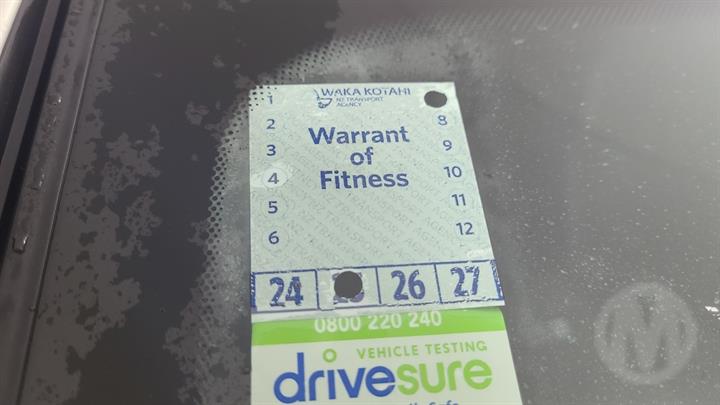 WAKA KOTAHI
NZ TRANSPORT
AGENCY
1
2
3
4
5
6
8
9
10
11
12
Warrant
of
Fitness
24 26 27
0800 220 240
VEHICLE TESTING
drivesure
M